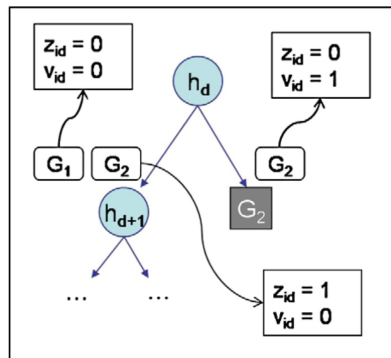 z_id = 0
v_id = 0
h_d
z_id = 0
v_id = 1
G_1
G_2
G_2
h_d+1
G_2
... ...
z_id = 1
v_id = 0